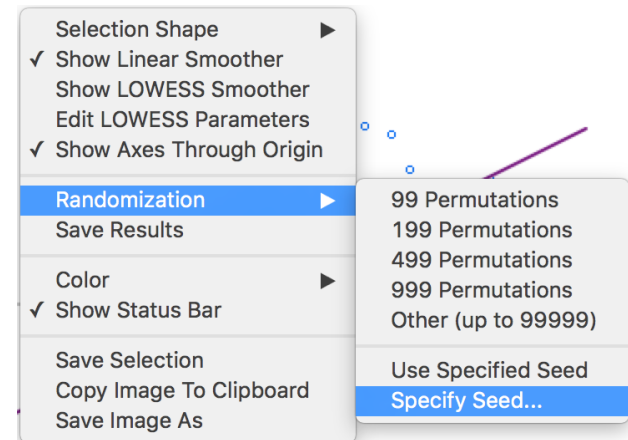 Selection Shape ▶
✓ Show Linear Smoother
Show LOWESS Smoother
Edit LOWESS Parameters
✓ Show Axes Through Origin
Randomization ▶
Save Results
Color ▶
✓ Show Status Bar
Save Selection
Copy Image To Clipboard
Save Image As
99 Permutations
199 Permutations
499 Permutations
999 Permutations
Other (up to 99999)
Use Specified Seed
Specify Seed...